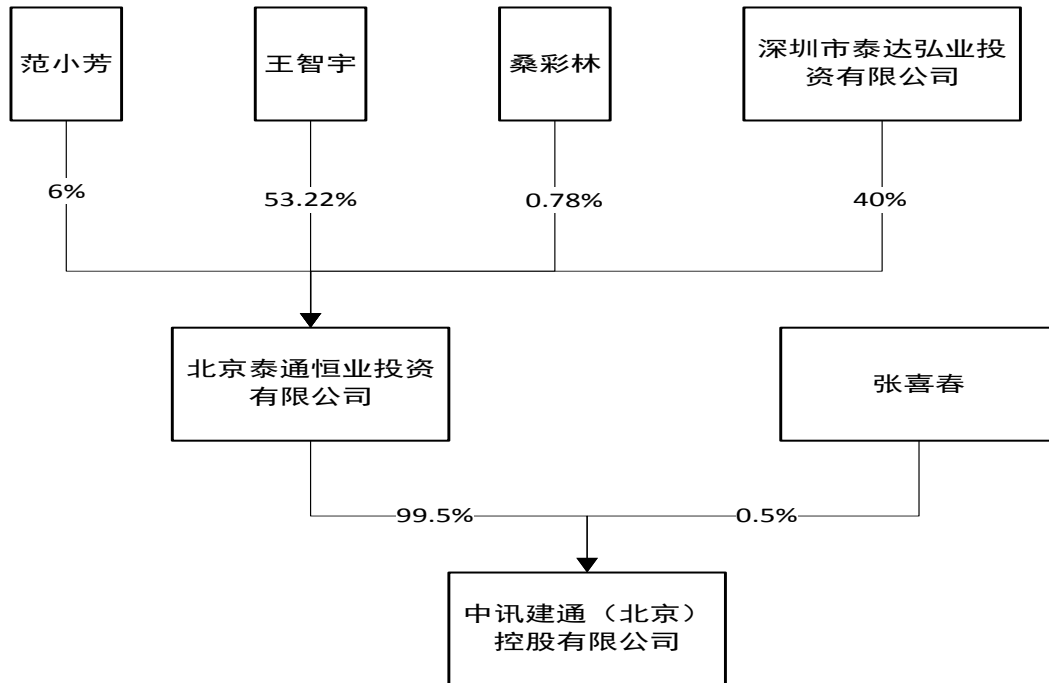 范小芳
王智宇
桑彩林
深圳市泰达弘业投
资有限公司
6%
53.22%
0.78%
40%
北京泰通恒业投资
有限公司
张喜春
99.5%
0.5%
中讯建通（北京）
控股有限公司